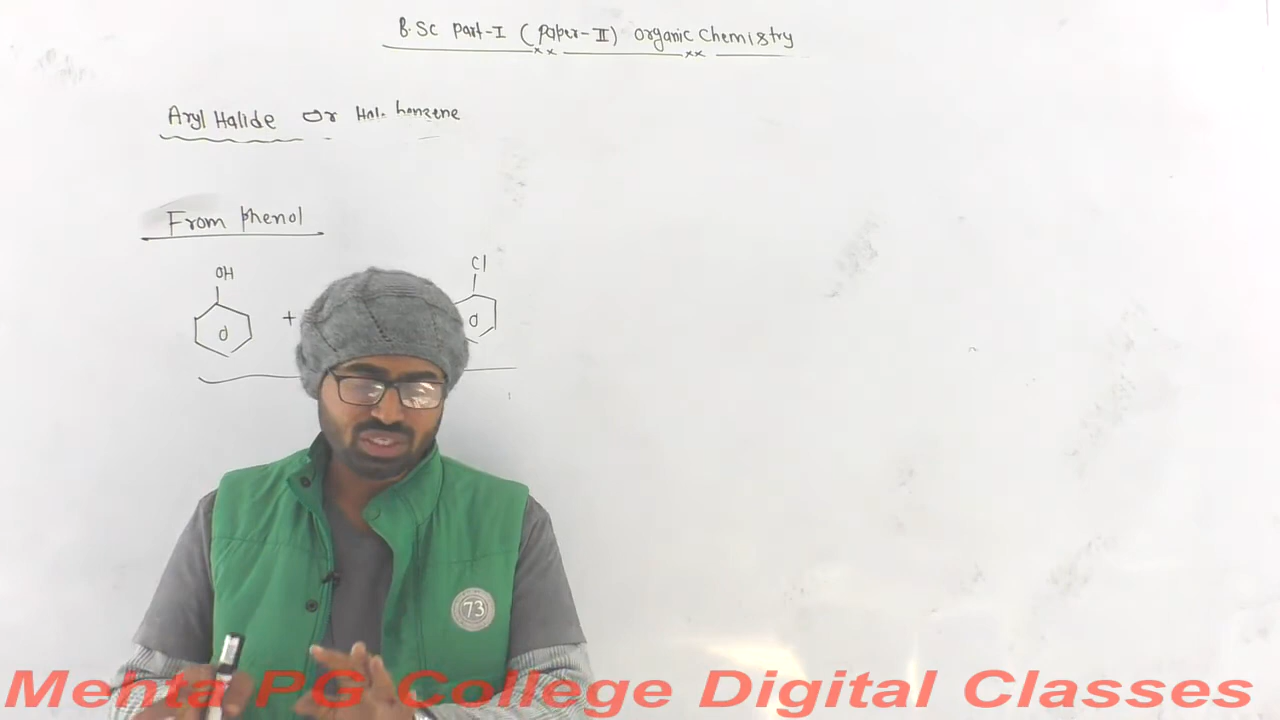 B.Sc Part-I (Paper-II) Organic Chemistry
Aryl Halide Or Halo benzene
From phenol
OH
Cl
+
73
Mehta PG College Digital Classes